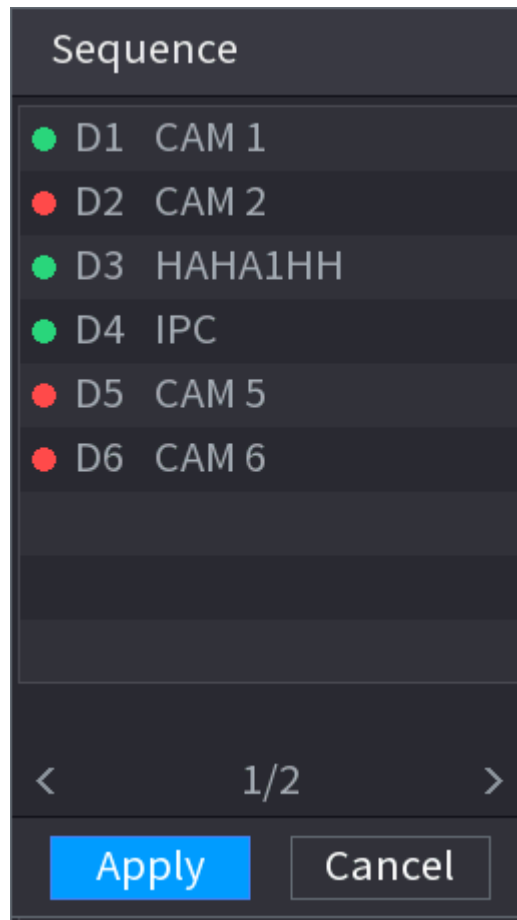 Sequence
D1 CAM 1
D2 CAM 2
D3 HAHA1HH
D4 IPC
D5 CAM 5
D6 CAM 6
< 1/2 >
Apply Cancel